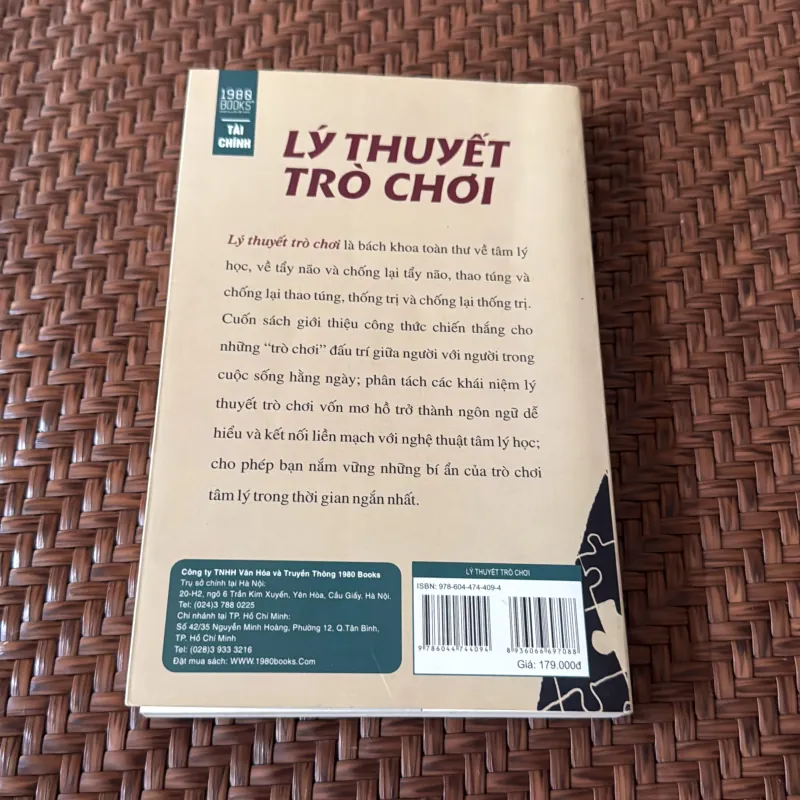 1980
BOOKS
TÀI
CHÍNH
LÝ THUYẾT
TRÒ CHƠI
Lý thuyết trò chơi là bách khoa toàn thư về tâm lý
học, về tẩy não và chống lại tẩy não, thao túng và
chống lại thao túng, thống trị và chống lại thống trị.
Cuốn sách giới thiệu công thức chiến thắng cho
những “trò chơi” đấu trí giữa người với người trong
cuộc sống hằng ngày; phân tách các khái niệm lý
thuyết trò chơi vốn mơ hồ trở thành ngôn ngữ dễ
hiểu và kết nối liền mạch với nghệ thuật tâm lý học;
cho phép bạn nắm vững những bí ẩn của trò chơi
tâm lý trong thời gian ngắn nhất.
Công ty TNHH Văn Hóa và Truyền Thông 1980 Books
Trụ sở chính tại Hà Nội:
20-H2, ngõ 6 Trần Kim Xuyến, Yên Hòa, Cầu Giấy, Hà Nội.
Tel: (024)3 788 0225
Chi nhánh tại TP. Hồ Chí Minh:
Số 42/35 Nguyễn Minh Hoàng, Phường 12, Q.Tân Bình,
TP. Hồ Chí Minh
Tel: (028)3 933 3216
Đặt mua sách: WWW.1980books.Com
LÝ THUYẾT TRÒ CHƠI
ISBN: 978-604-474-409-4
9 786044 744094
8 936066 697088
Giá: 179.000đ